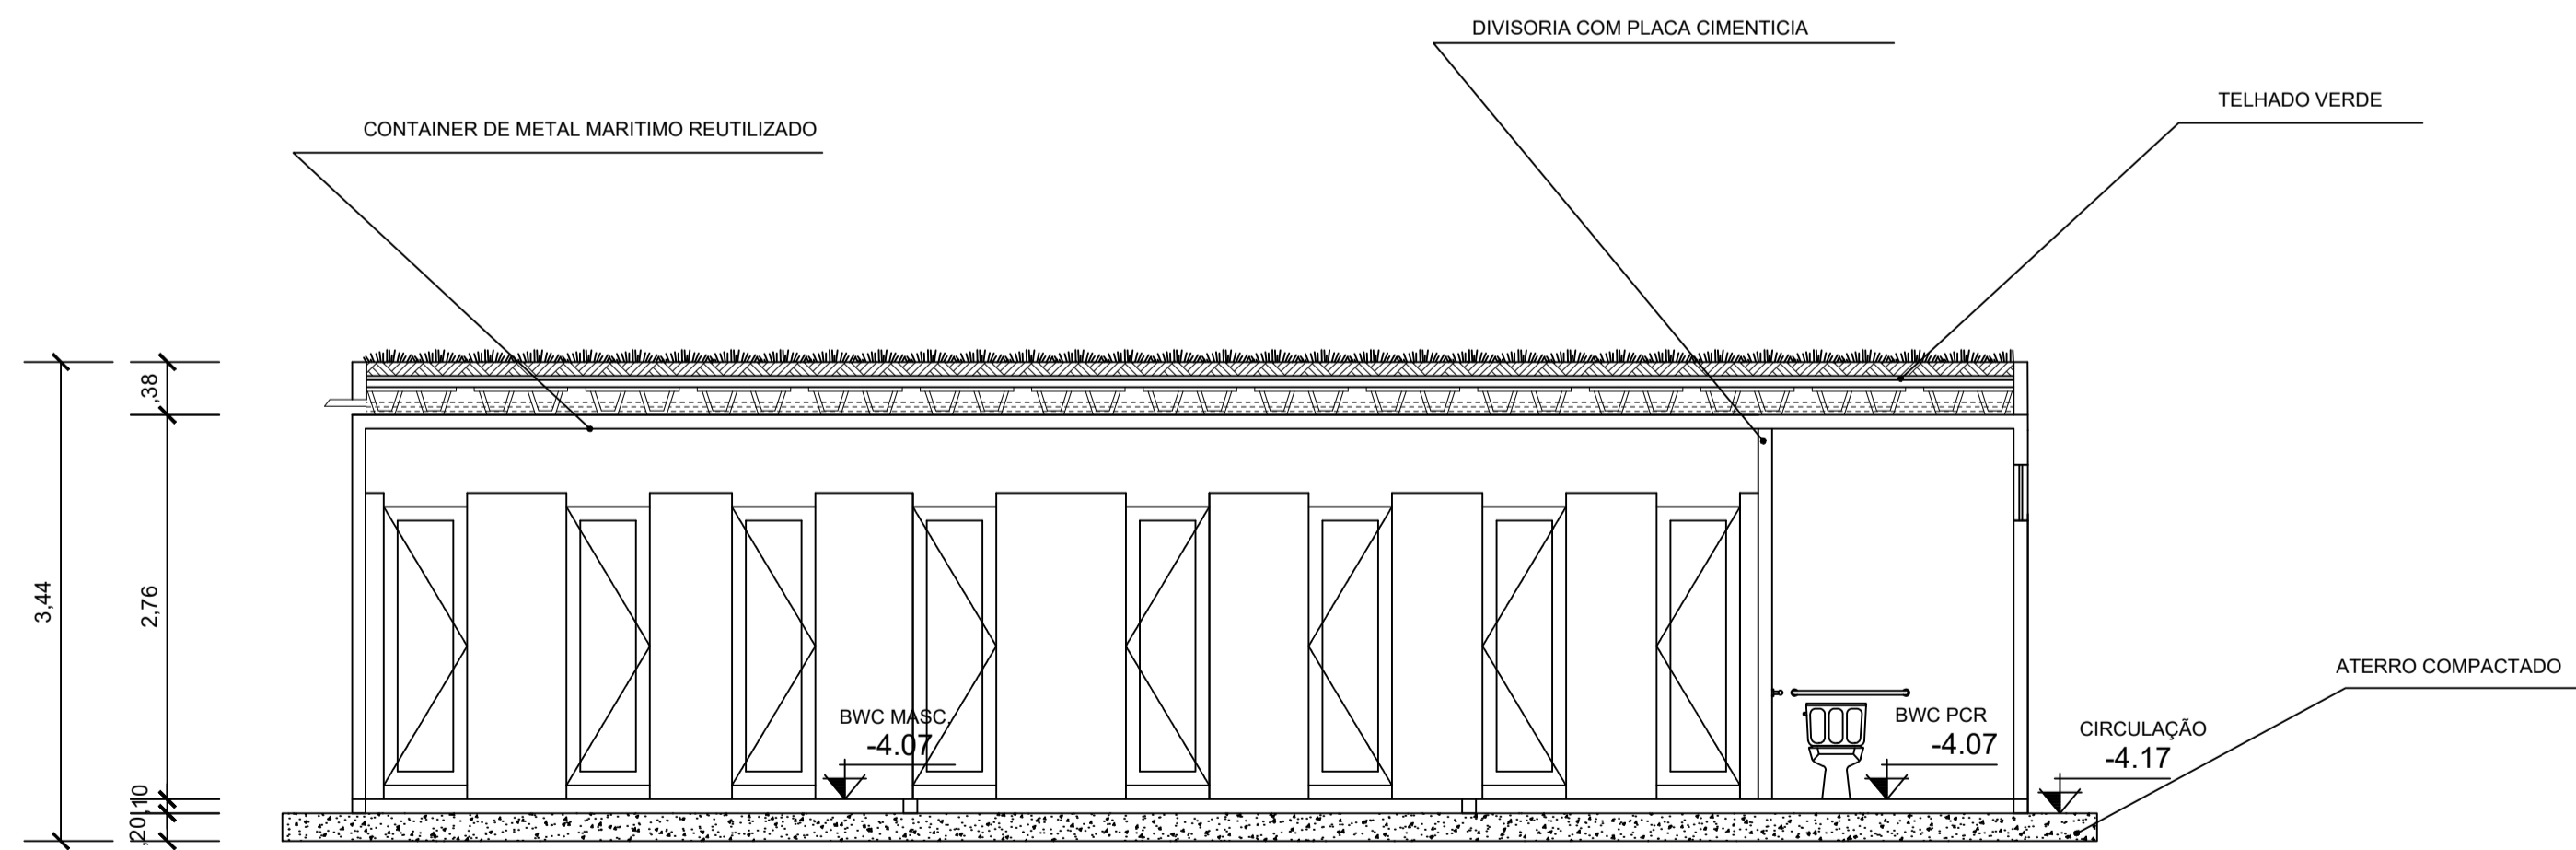 DIVISORIA COM PLACA CIMENTICIA
TELHADO VERDE
CONTAINER DE METAL MARITIMO REUTILIZADO
,38
3,44
2,76
ATERRO COMPACTADO
BWC MASC.
-4.07
BWC PCR
-4.07
CIRCULAÇÃO
-4.17
,10
,20